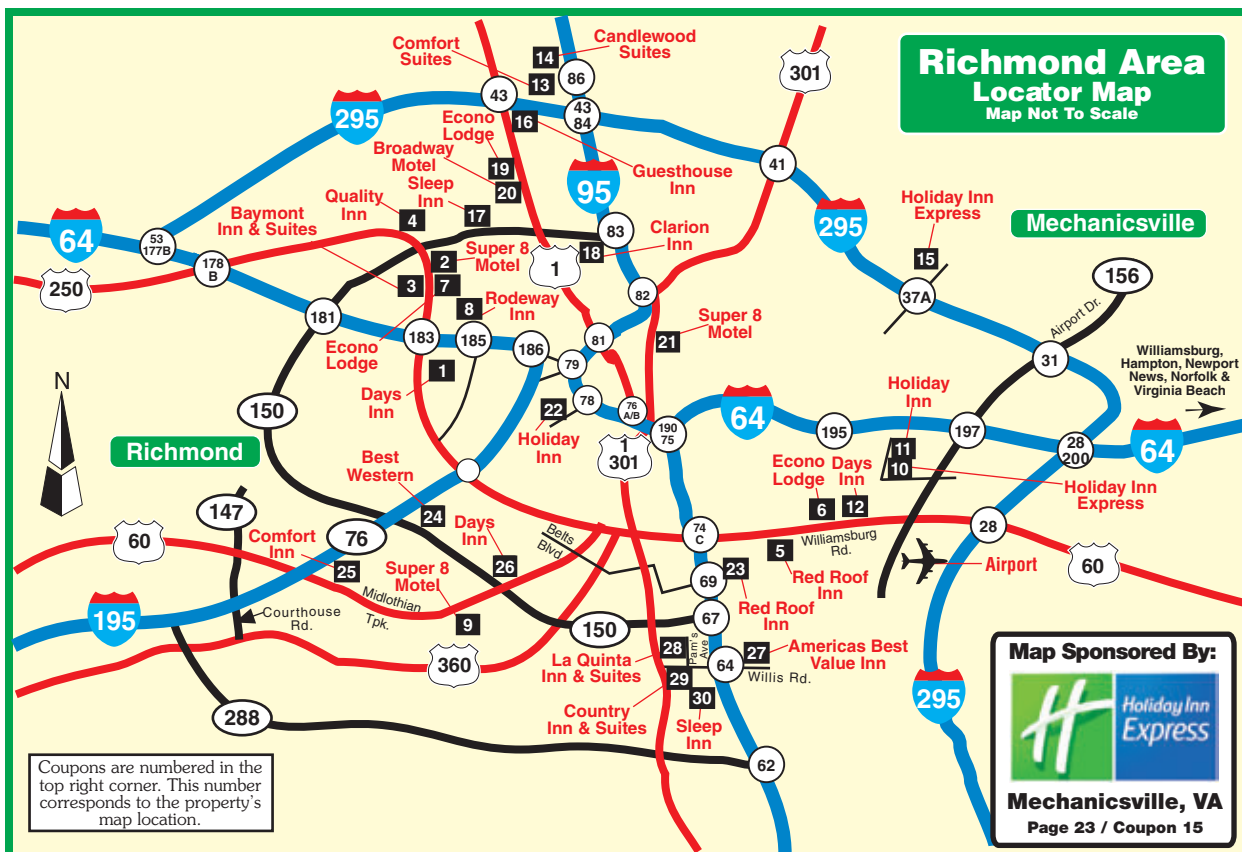 Richmond Area
Locator Map
Map Not To Scale
Comfort
Suites
14
Candlewood
Suites
13
86
301
43
43
84
295
Econo
Lodge
16
Broadway
Motel
19
Guesthouse
Inn
41
Sleep
Inn
20
95
Quality
Inn
4
17
Baymont
Inn & Suites
64
53
177B
83
18
Clarion
Inn
295
Holiday Inn
Express
15
Mechanicsville
178
B
250
2
Super 8
Motel
1
3
7
8
Rodeway
Inn
82
37A
156
Airport Dr.
181
183
185
186
81
21
Super 8
Motel
Econo
Lodge
79
31
Williamsburg,
Hampton, Newport
News, Norfolk &
Virginia Beach
N
1
Days
Inn
150
78
76
A/B
22
Holiday
Inn
190
75
64
195
Holiday
Inn
11
10
197
28
200
64
Holiday Inn
Express
Richmond
1
301
Best
Western
24
Econo
Lodge
6
Days
Inn
12
147
76
Days
Inn
26
Belts
Blvd
74
C
Williamsburg
Rd.
28
60
Comfort
Inn
25
5
Red Roof
Inn
Airport
60
Super 8
Motel
9
Midlothian
Tpk.
69
23
Red Roof
Inn
195
Courthouse
Rd.
150
67
360
La Quinta
Inn & Suites
28
Pam's
Ave
64
27
Americas Best
Value Inn
Willis Rd.
29
Country
Inn & Suites
30
Sleep
Inn
295
288
62
Coupons are numbered in the
top right corner. This number
corresponds to the property's
map location.
Map Sponsored By:
Holiday Inn
Express
Mechanicsville, VA
Page 23 / Coupon 15